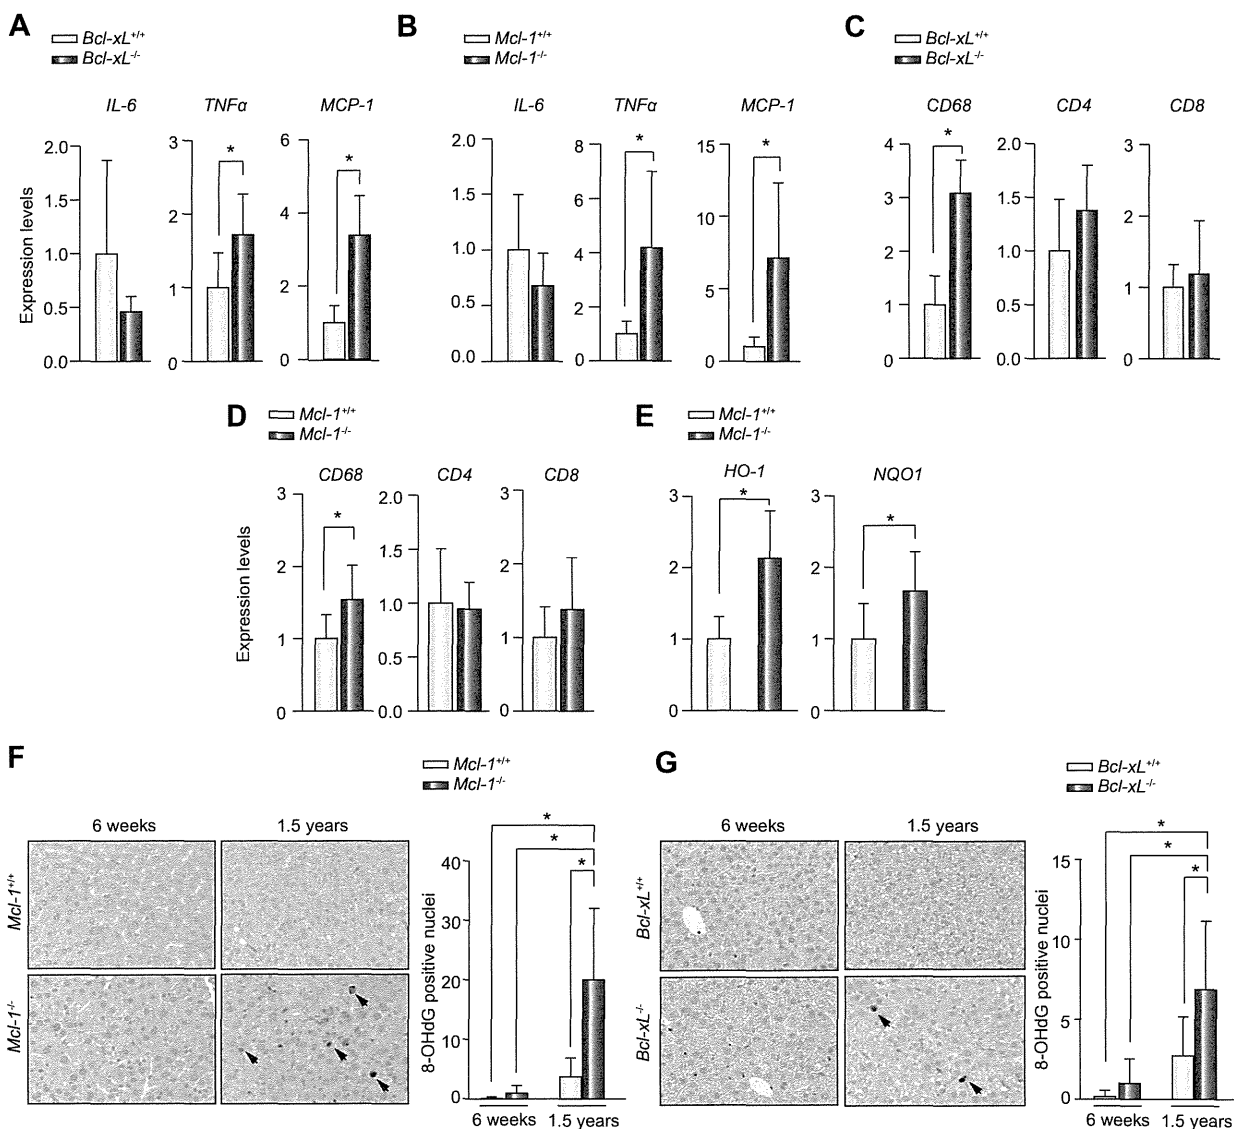 A
Bcl-xL+/+
Bcl-xL-/-
B
Mcl-1+/+
Mcl-1-/-
C
Bcl-xL+/+
Bcl-xL-/-
IL-6
TNFα
MCP-1
IL-6
TNFα
MCP-1
CD68
CD4
CD8
Expression levels
2.0
1.5
1.0
0.5
0.0
3
2
1
0
*
6
4
2
0
*
2.0
1.5
1.0
0.5
0.0
8
6
4
2
0
*
15
10
5
0
*
4
3
2
1
0
*
2.0
1.5
1.0
0.5
0.0
3
2
1
0
D
Mcl-1+/+
Mcl-1-/-
E
Mcl-1+/+
Mcl-1-/-
CD68
CD4
CD8
HO-1
NQO1
Expression levels
3
2
1
0
*
2.0
1.5
1.0
0.5
0.0
3
2
1
0
3
2
1
0
*
3
2
1
0
*
F
Mcl-1+/+
Mcl-1-/-
6 weeks
1.5 years
Mcl-1+/+
Mcl-1-/-
8-OHdG positive nuclei
40
30
20
10
0
*
*
*
6 weeks
1.5 years
G
Bcl-xL+/+
Bcl-xL-/-
6 weeks
1.5 years
Bcl-xL+/+
Bcl-xL-/-
8-OHdG positive nuclei
15
10
5
0
*
*
*
6 weeks
1.5 years